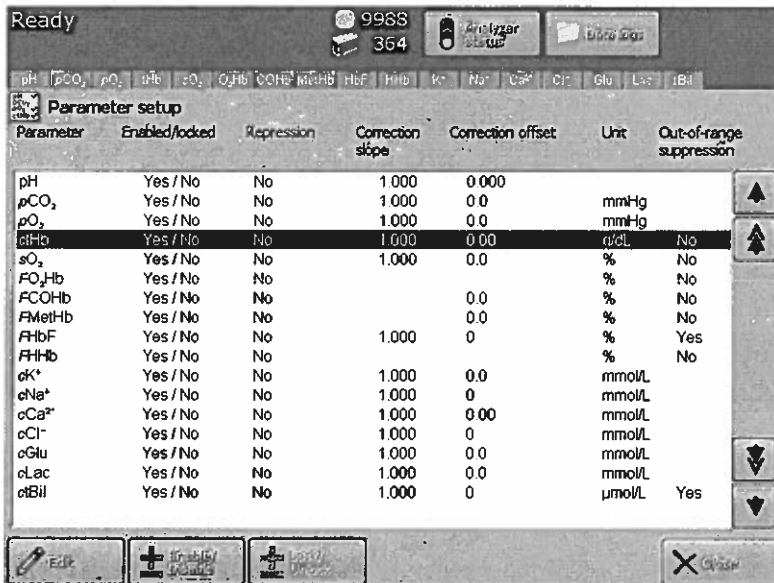 Ready 9988 Analyzer status Data logs
364
pH pCO₂ pO₂ tHb sO₂ O₂Hb COHb MetHb HbF HHb K⁺ Na⁺ Ca²⁺ Cl⁻ Glu Lac tBil
Parameter setup
Parameter Enabled/locked Repression Correction slope Correction offset Unit Out-of-range suppression
pH Yes / No No 1.000 0.000
pCO₂ Yes / No No 1.000 0.0 mmHg
pO₂ Yes / No No 1.000 0.0 mmHg
ctHb Yes / No No 1.000 0.00 g/dL No
sO₂ Yes / No No 1.000 0.0 % No
FO₂Hb Yes / No No % No
FCOHb Yes / No No 0.0 % No
FMetHb Yes / No No 0.0 % No
FHbF Yes / No No 1.000 0 % Yes
FHHb Yes / No No % No
cK⁺ Yes / No No 1.000 0.0 mmol/L
cNa⁺ Yes / No No 1.000 0 mmol/L
cCa²⁺ Yes / No No 1.000 0.00 mmol/L
cCl⁻ Yes / No No 1.000 0 mmol/L
cGlu Yes / No No 1.000 0.0 mmol/L
cLac Yes / No No 1.000 0.0 mmol/L
ctBil Yes / No No 1.000 0 µmol/L Yes
Edit Enable/ Close